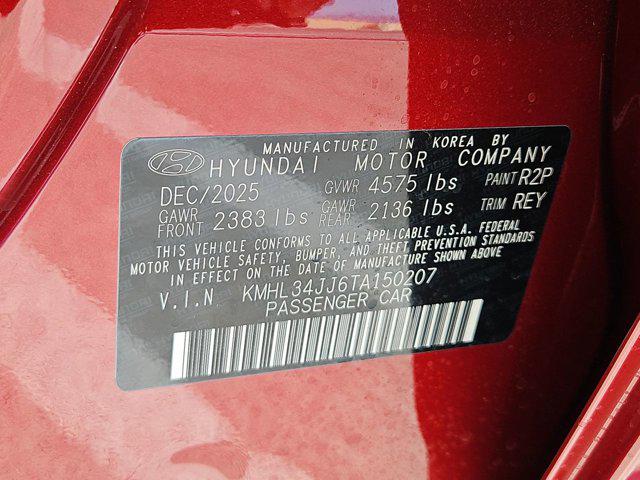 MANUFACTURED IN KOREA BY
HYUNDAI MOTOR COMPANY
DEC/2025 GVWR 4575 lbs PAINT R2P
GAWR FRONT 2383 lbs GAWR REAR 2136 lbs TRIM REY
THIS VEHICLE CONFORMS TO ALL APPLICABLE U.S.A. FEDERAL
MOTOR VEHICLE SAFETY, BUMPER, AND THEFT PREVENTION STANDARDS
IN EFFECT ON THE DATE OF MANUFACTURE SHOWN ABOVE
V.I.N KMHL34JJ6TA150207
PASSENGER CAR